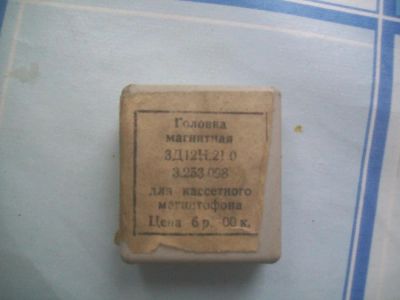 Головка
магнитная
3Д12Н.21.0
3.253.098
для кассетного
магнитофона
Цена 6 р. 00 к.